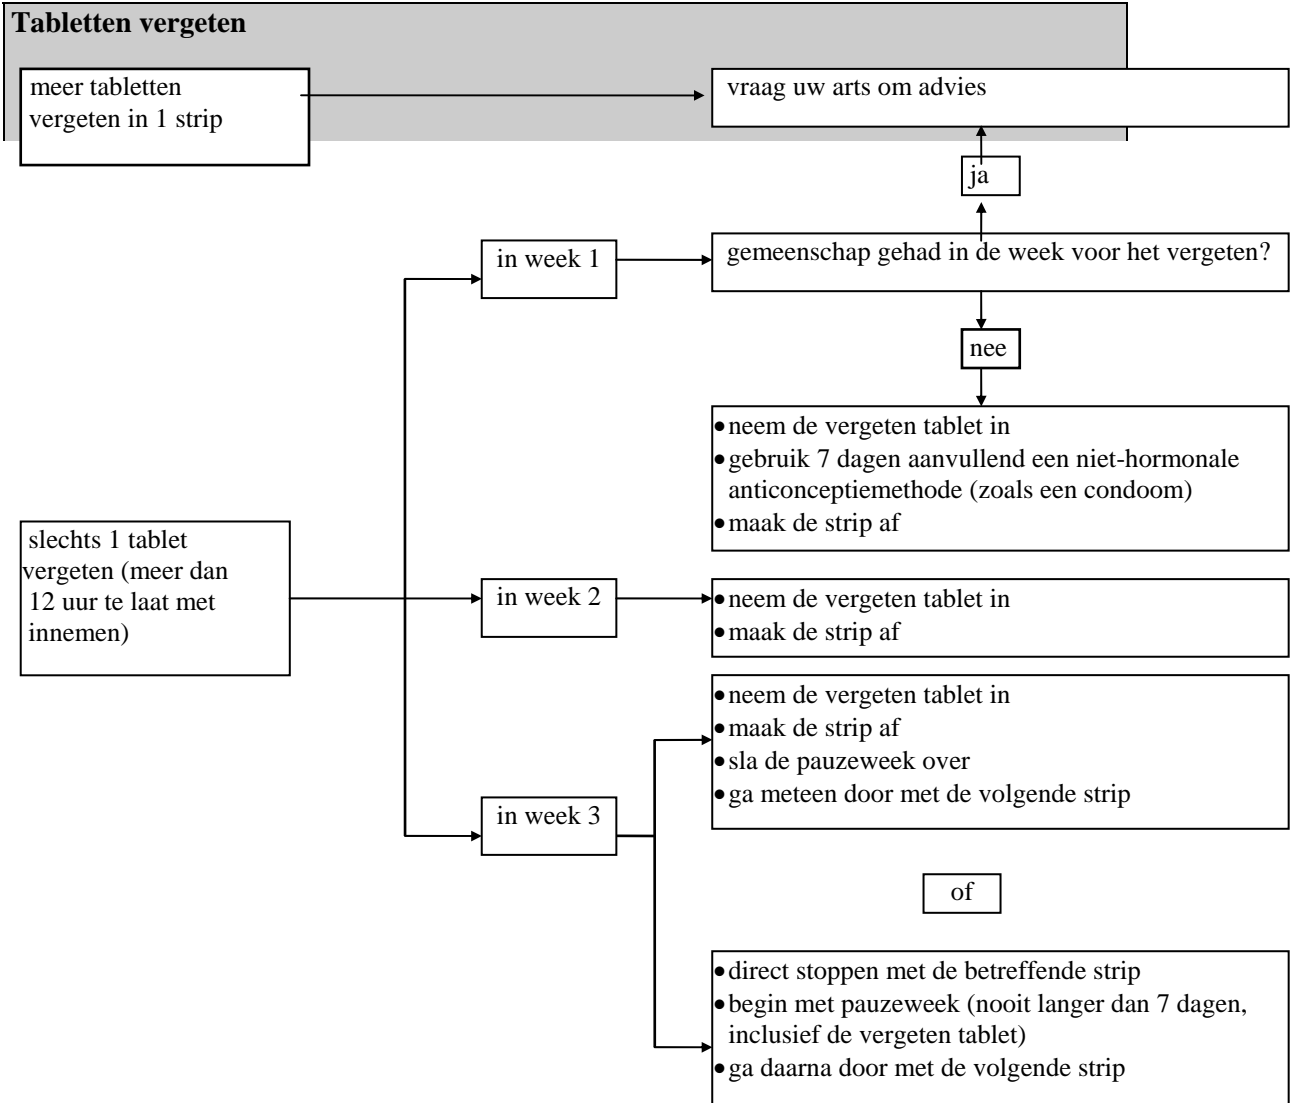 Tabletten vergeten
meer tabletten
vergeten in 1 strip
vraag uw arts om advies
ja
in week 1
gemeenschap gehad in de week voor het vergeten?
nee
•neem de vergeten tablet in
•gebruik 7 dagen aanvullend een niet-hormonale
anticonceptiemethode (zoals een condoom)
•maak de strip af
slechts 1 tablet
vergeten (meer dan
12 uur te laat met
innemen)
in week 2
•neem de vergeten tablet in
•maak de strip af
in week 3
•neem de vergeten tablet in
•maak de strip af
•sla de pauzeweek over
•ga meteen door met de volgende strip
of
•direct stoppen met de betreffende strip
•begin met pauzeweek (nooit langer dan 7 dagen,
inclusief de vergeten tablet)
•ga daarna door met de volgende strip